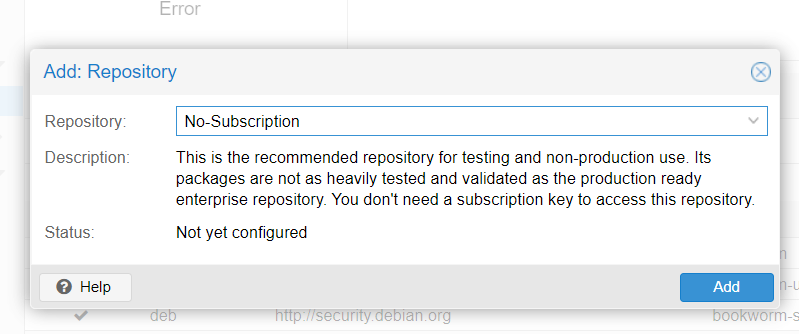 Error
Add: Repository
Repository: No-Subscription
Description: This is the recommended repository for testing and non-production use. Its
packages are not as heavily tested and validated as the production ready
enterprise repository. You don't need a subscription key to access this repository.
Status: Not yet configured
Help Add
deb http://security.debian.org bookworm-s